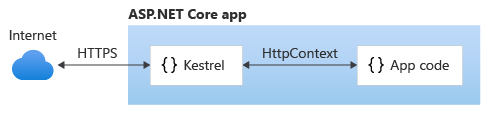 ASP.NET Core app
Internet
HTTPS
{} Kestrel
HttpContext
{} App code